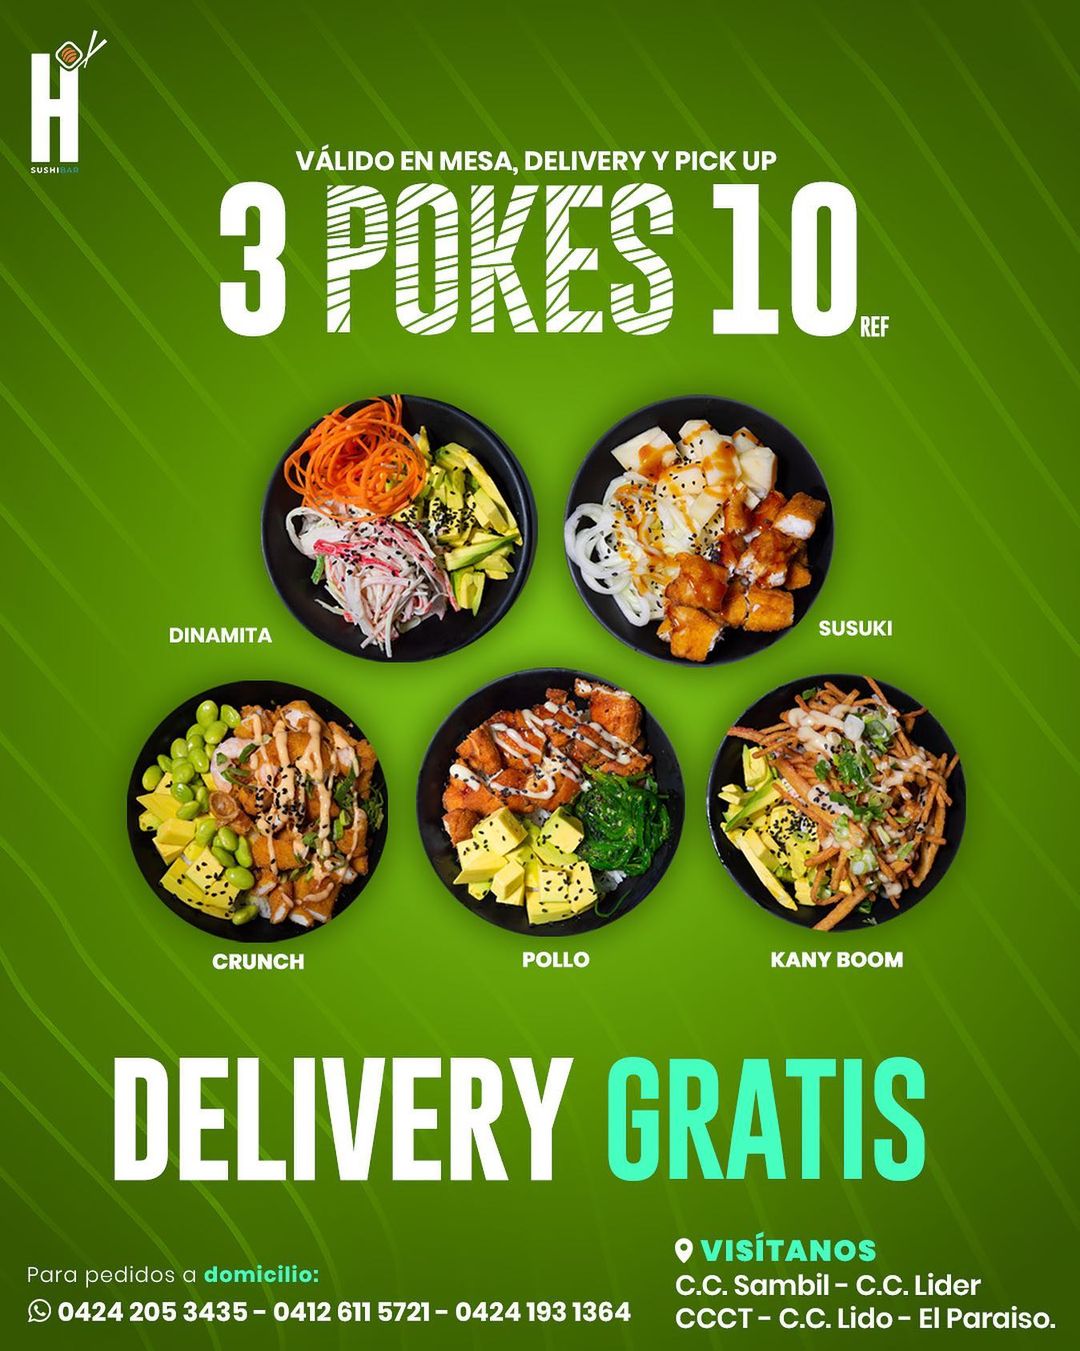 H
SUSHIBAR
VÁLIDO EN MESA, DELIVERY Y PICK UP
3 POKES 10 REF
DINAMITA
SUSUKI
CRUNCH
POLLO
KANY BOOM
DELIVERY GRATIS
Para pedidos a domicilio:
0424 205 3435 - 0412 611 5721 - 0424 193 1364
VISÍTANOS
C.C. Sambil - C.C. Lider
CCCT - C.C. Lido - El Paraiso.